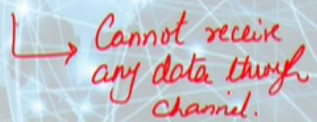 Cannot receive
any data through
channel.